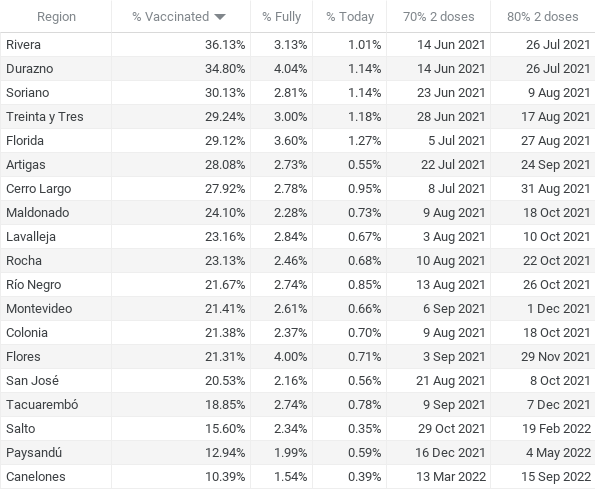 Region % Vaccinated % Fully % Today 70% 2 doses 80% 2 doses
Rivera 36.13% 3.13% 1.01% 14 Jun 2021 26 Jul 2021
Durazno 34.80% 4.04% 1.14% 14 Jun 2021 26 Jul 2021
Soriano 30.13% 2.81% 1.14% 23 Jun 2021 9 Aug 2021
Treinta y Tres 29.24% 3.00% 1.18% 28 Jun 2021 17 Aug 2021
Florida 29.12% 3.60% 1.27% 5 Jul 2021 27 Aug 2021
Artigas 28.08% 2.73% 0.55% 22 Jul 2021 24 Sep 2021
Cerro Largo 27.92% 2.78% 0.95% 8 Jul 2021 31 Aug 2021
Maldonado 24.10% 2.28% 0.73% 9 Aug 2021 18 Oct 2021
Lavalleja 23.16% 2.84% 0.67% 3 Aug 2021 10 Oct 2021
Rocha 23.13% 2.46% 0.68% 10 Aug 2021 22 Oct 2021
Río Negro 21.67% 2.74% 0.85% 13 Aug 2021 26 Oct 2021
Montevideo 21.41% 2.61% 0.66% 6 Sep 2021 1 Dec 2021
Colonia 21.38% 2.37% 0.70% 9 Aug 2021 18 Oct 2021
Flores 21.31% 4.00% 0.71% 3 Sep 2021 29 Nov 2021
San José 20.53% 2.16% 0.56% 21 Aug 2021 8 Oct 2021
Tacuarembó 18.85% 2.74% 0.78% 9 Sep 2021 7 Dec 2021
Salto 15.60% 2.34% 0.35% 29 Oct 2021 19 Feb 2022
Paysandú 12.94% 1.99% 0.59% 16 Dec 2021 4 May 2022
Canelones 10.39% 1.54% 0.39% 13 Mar 2022 15 Sep 2022